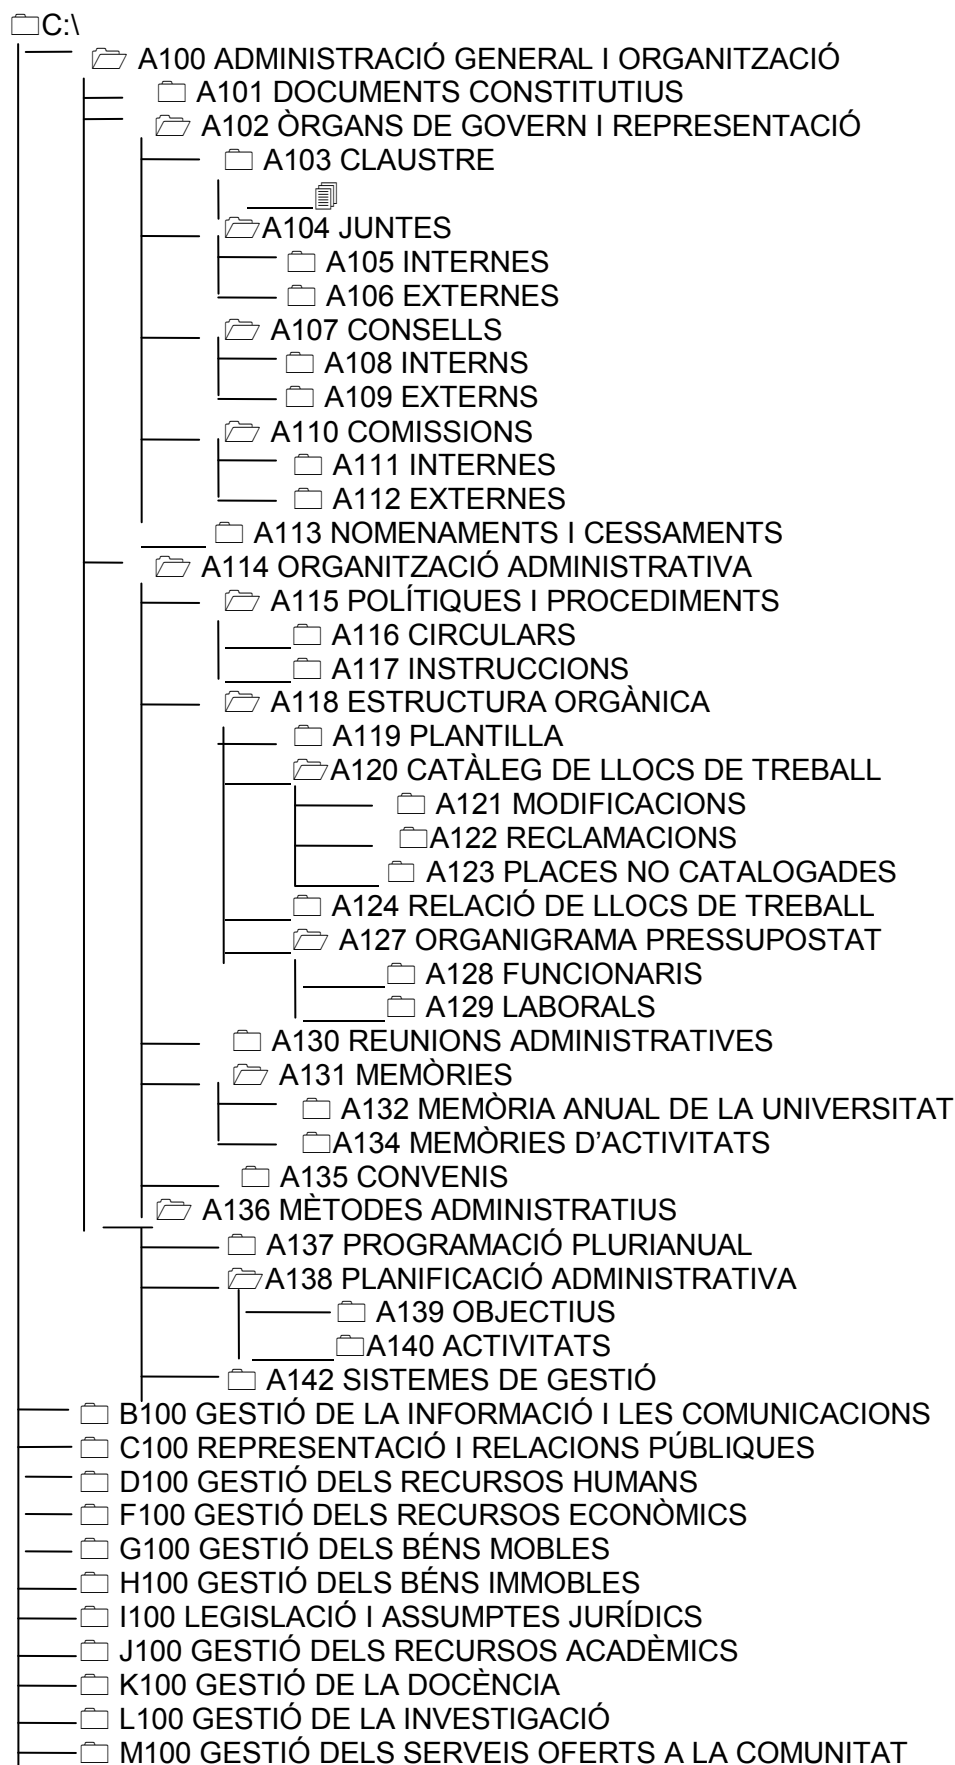 C:\
A100 ADMINISTRACIÓ GENERAL I ORGANITZACIÓ
A101 DOCUMENTS CONSTITUTIUS
A102 ÒRGANS DE GOVERN I REPRESENTACIÓ
A103 CLAUSTRE
A104 JUNTES
A105 INTERNES
A106 EXTERNES
A107 CONSELLS
A108 INTERNS
A109 EXTERNS
A110 COMISSIONS
A111 INTERNES
A112 EXTERNES
A113 NOMENAMENTS I CESSAMENTS
A114 ORGANITZACIÓ ADMINISTRATIVA
A115 POLÍTIQUES I PROCEDIMENTS
A116 CIRCULARS
A117 INSTRUCCIONS
A118 ESTRUCTURA ORGÀNICA
A119 PLANTILLA
A120 CATÀLEG DE LLOCS DE TREBALL
A121 MODIFICACIONS
A122 RECLAMACIONS
A123 PLACES NO CATALOGADES
A124 RELACIÓ DE LLOCS DE TREBALL
A127 ORGANIGRAMA PRESSUPOSTAT
A128 FUNCIONARIS
A129 LABORALS
A130 REUNIONS ADMINISTRATIVES
A131 MEMÒRIES
A132 MEMÒRIA ANUAL DE LA UNIVERSITAT
A134 MEMÒRIES D'ACTIVITATS
A135 CONVENIS
A136 MÈTODES ADMINISTRATIUS
A137 PROGRAMACIÓ PLURIANUAL
A138 PLANIFICACIÓ ADMINISTRATIVA
A139 OBJECTIUS
A140 ACTIVITATS
A142 SISTEMES DE GESTIÓ
B100 GESTIÓ DE LA INFORMACIÓ I LES COMUNICACIONS
C100 REPRESENTACIÓ I RELACIONS PÚBLIQUES
D100 GESTIÓ DELS RECURSOS HUMANS
F100 GESTIÓ DELS RECURSOS ECONÒMICS
G100 GESTIÓ DELS BÉNS MOBLES
H100 GESTIÓ DELS BÉNS IMMOBLES
I100 LEGISLACIÓ I ASSUMPTES JURÍDICS
J100 GESTIÓ DELS RECURSOS ACADÈMICS
K100 GESTIÓ DE LA DOCÈNCIA
L100 GESTIÓ DE LA INVESTIGACIÓ
M100 GESTIÓ DELS SERVEIS OFERTS A LA COMUNITAT